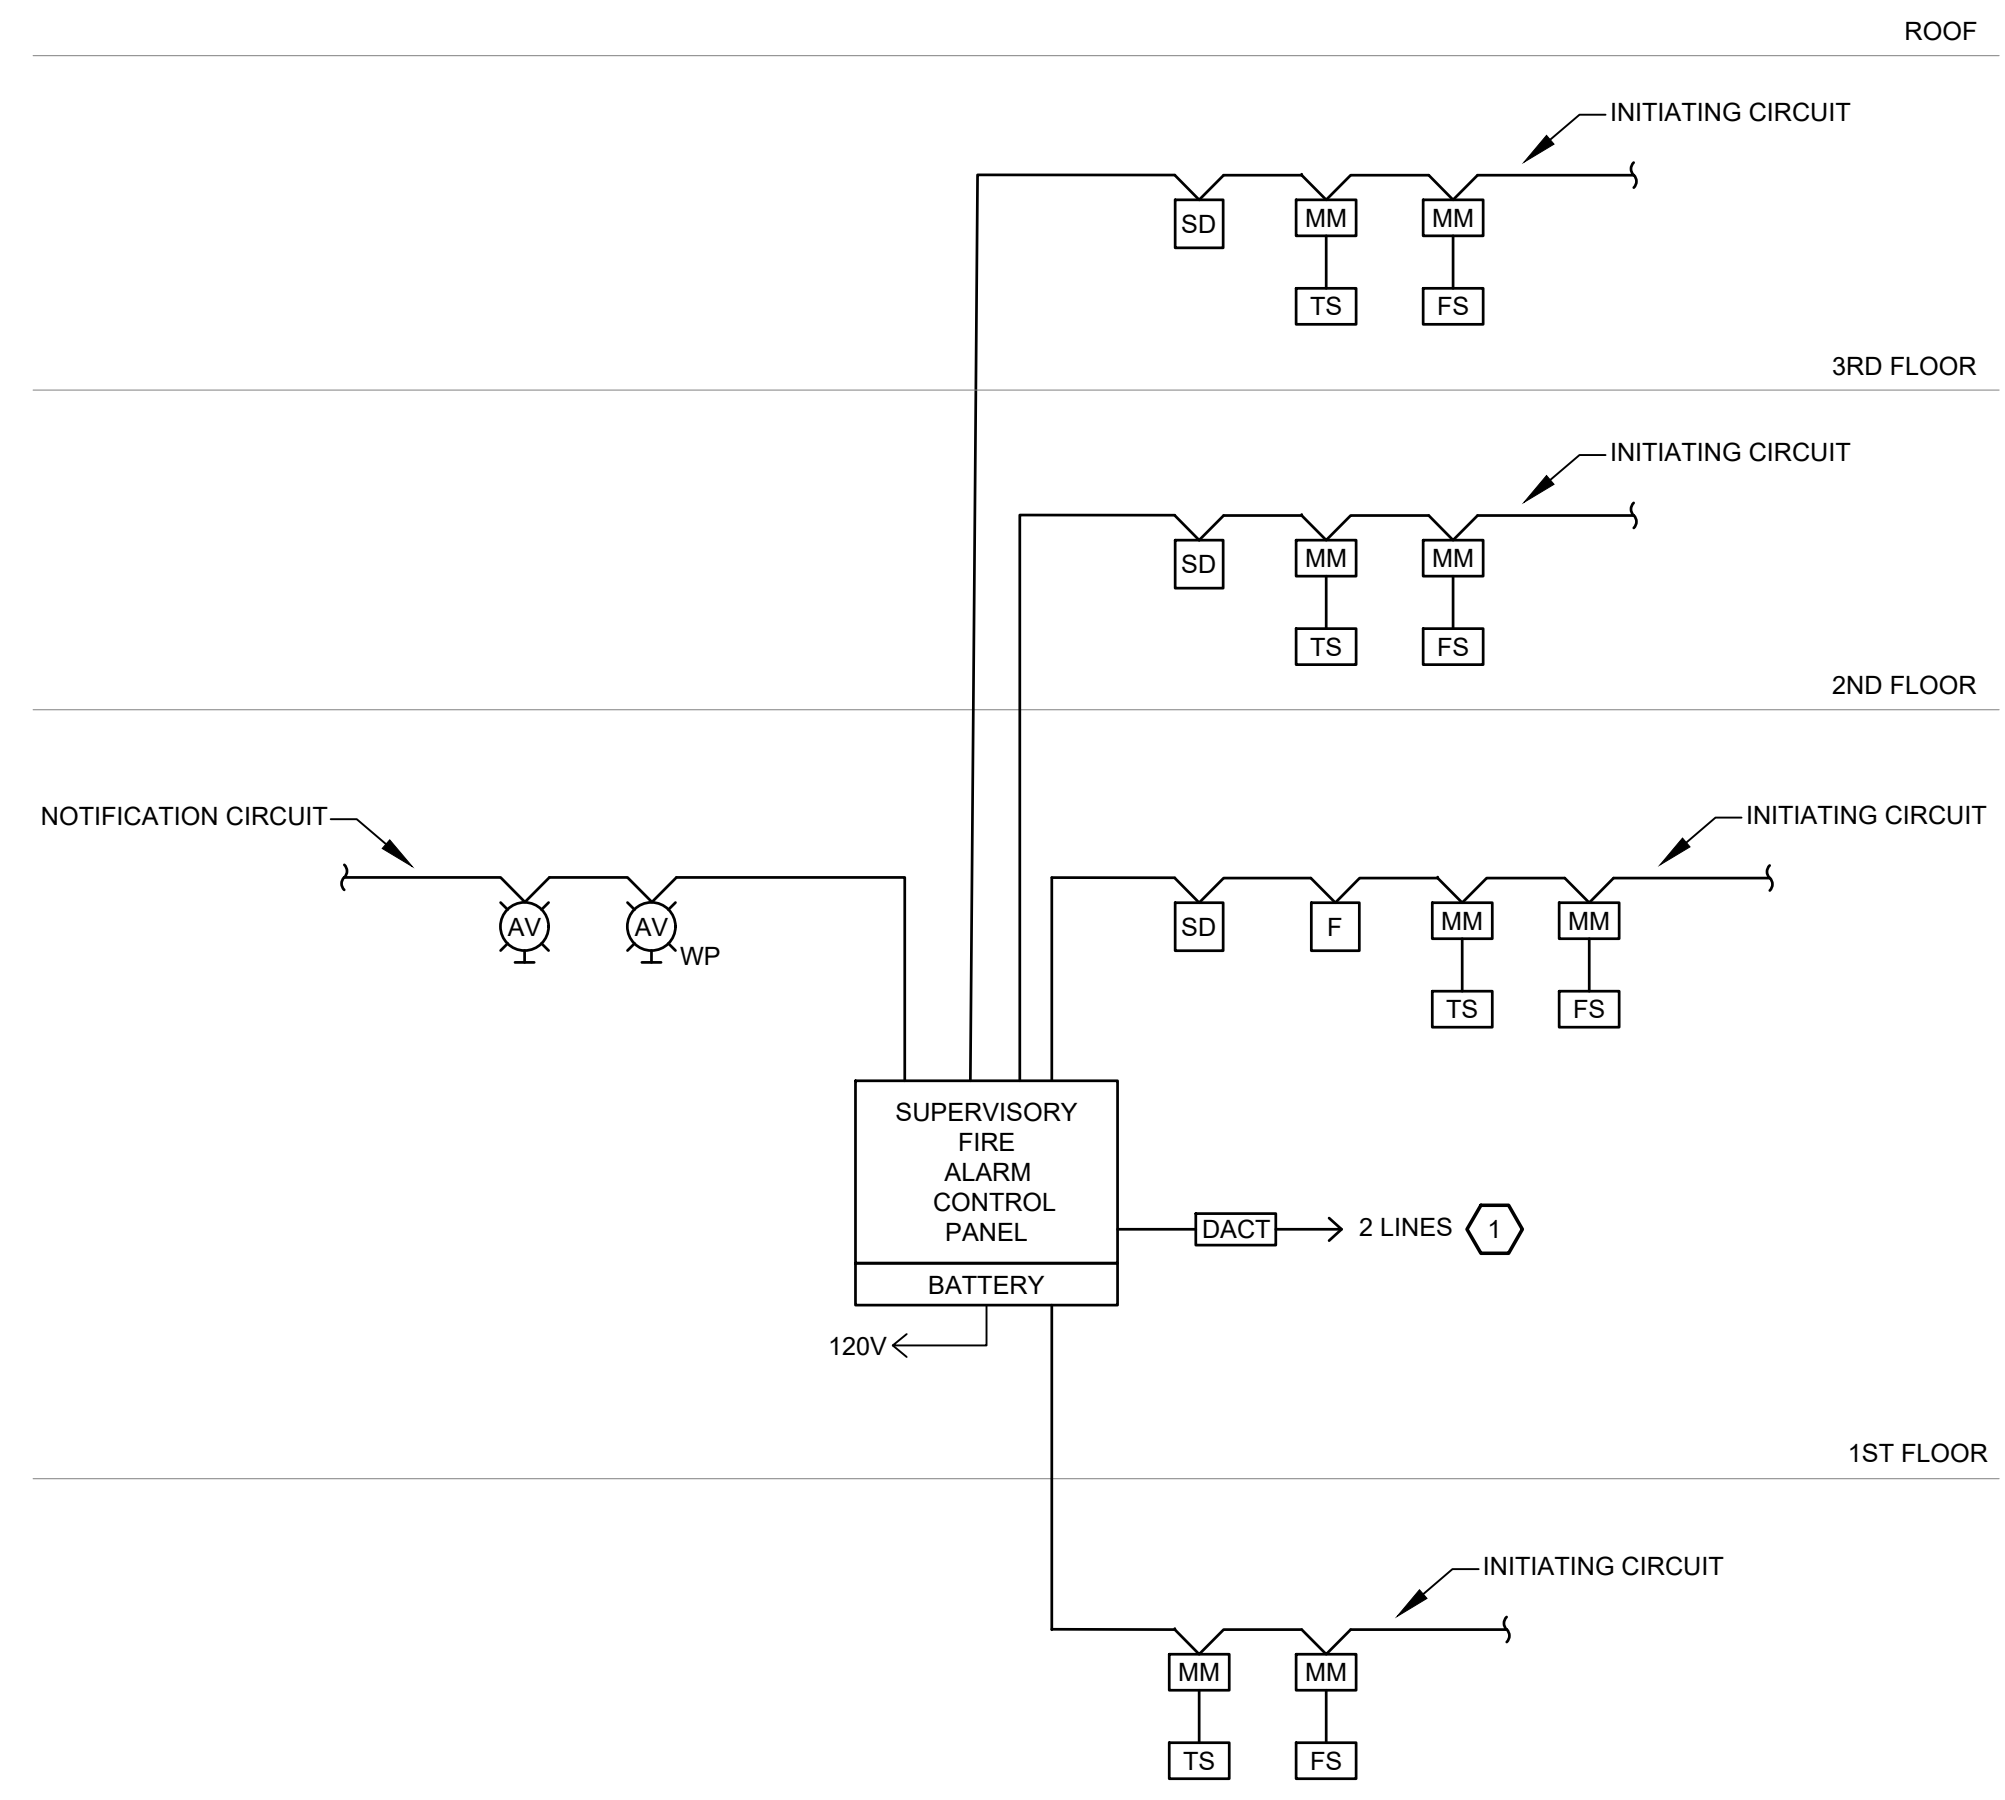 ROOF
INITIATING CIRCUIT
SD
MM
MM
TS
FS
3RD FLOOR
INITIATING CIRCUIT
SD
MM
MM
TS
FS
2ND FLOOR
NOTIFICATION CIRCUIT
INITIATING CIRCUIT
AV
AV
WP
SD
F
MM
MM
TS
FS
SUPERVISORY
FIRE
ALARM
CONTROL
PANEL
DACT
2 LINES
1
BATTERY
120V
1ST FLOOR
INITIATING CIRCUIT
MM
MM
TS
FS